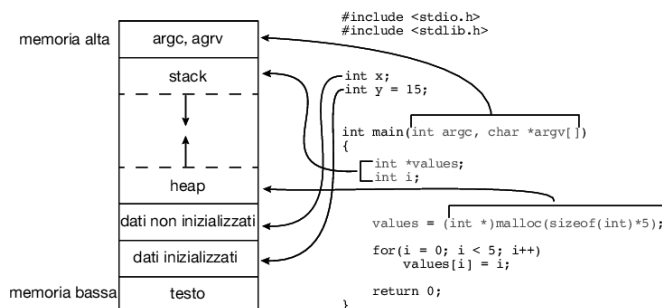 memoria alta
argc, agrv
stack
heap
dati non inizializzati
dati inizializzati
memoria bassa
testo
#include <stdio.h>
#include <stdlib.h>
int x;
int y = 15;
int main(int argc, char *argv[])
{
int *values;
int i;
values = (int *)malloc(sizeof(int)*5);
for(i = 0; i < 5; i++)
values[i] = i;
return 0;
}